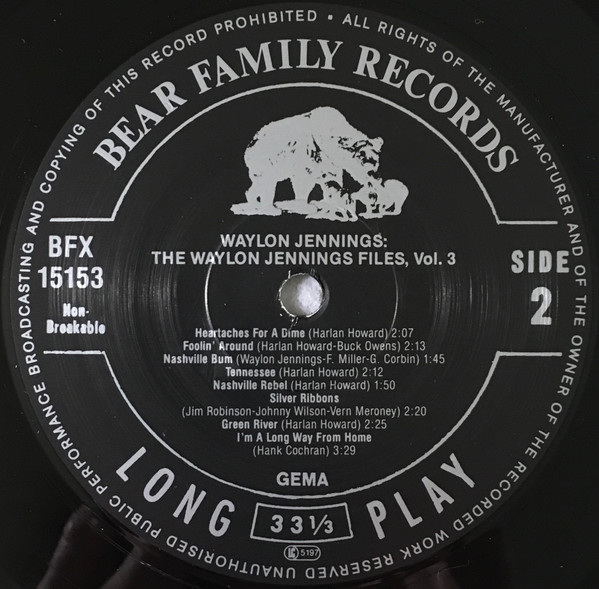 ALL RIGHTS OF THE MANUFACTURER AND OF THE OWNER OF THE RECORDED WORK RESERVED UNAUTHORISED PUBLIC PERFORMANCE BROADCASTING AND COPYING OF THIS RECORD PROHIBITED •
BEAR FAMILY RECORDS
WAYLON JENNINGS:
THE WAYLON JENNINGS FILES, Vol. 3
BFX
15153
Non-
Breakable
SIDE
2
Heartaches For A Dime (Harlan Howard) 2:07
Foolin' Around (Harlan Howard-Buck Owens) 2:13
Nashville Bum (Waylon Jennings-F. Miller-G. Corbin) 1:45
Tennessee (Harlan Howard) 2:12
Nashville Rebel (Harlan Howard) 1:50
Silver Ribbons
(Jim Robinson-Johnny Wilson-Vern Meroney) 2:20
Green River (Harlan Howard) 2:25
I'm A Long Way From Home
(Hank Cochran) 3:29
GEMA
LONG 33 1/3 PLAY
LC 5197